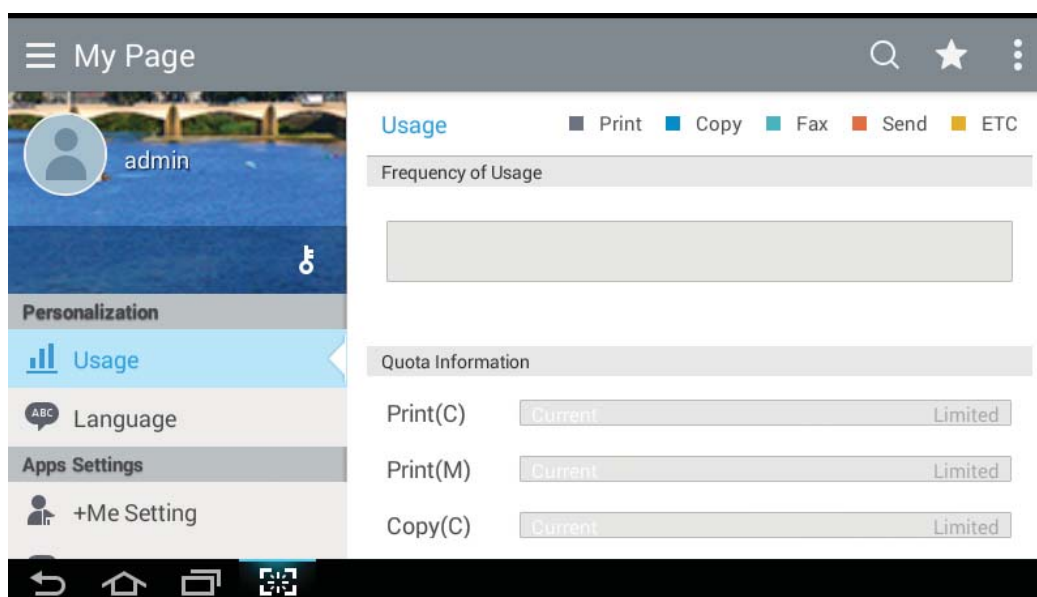 My Page
admin
Personalization
Usage
ABC
Language
Apps Settings
+Me Setting
Usage
Print Copy Fax Send ETC
Frequency of Usage
Quota Information
Print(C) Current Limited
Print(M) Current Limited
Copy(C) Current Limited